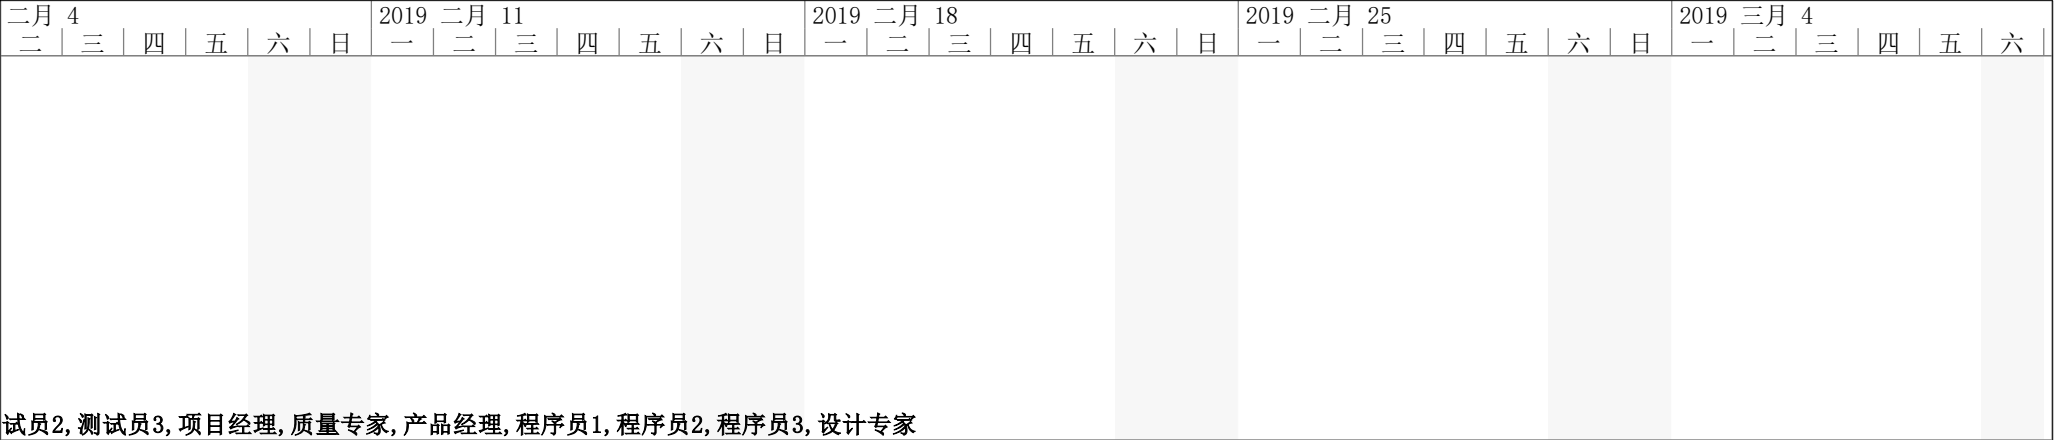 二月 4 2019 二月 11 2019 二月 18 2019 二月 25 2019 三月 4
二 三 四 五 六 日 一 二 三 四 五 六 日 一 二 三 四 五 六 日 一 二 三 四 五 六 日 一 二 三 四 五 六
试员2,测试员3,项目经理,质量专家,产品经理,程序员1,程序员2,程序员3,设计专家